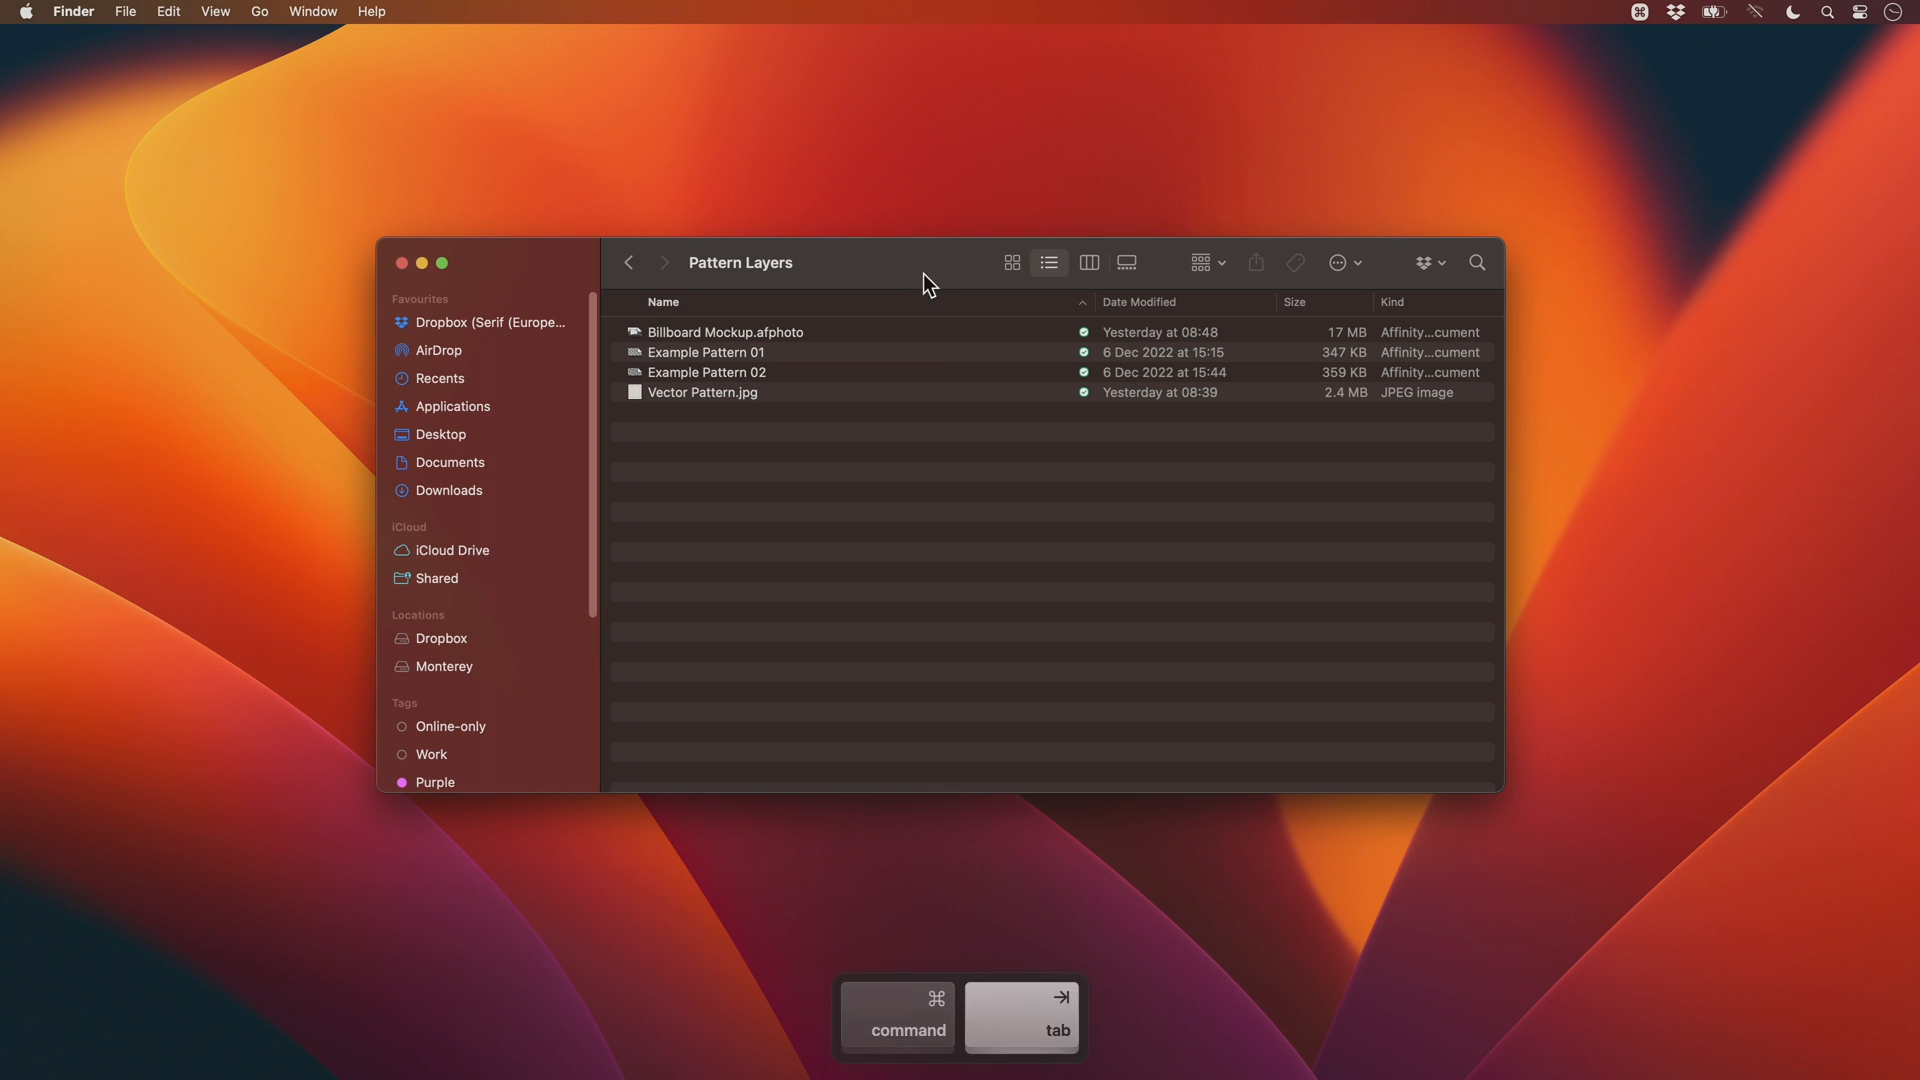 Finder File Edit View Go Window Help
Pattern Layers
Favourites
Dropbox (Serif (Europe...
AirDrop
Recents
Applications
Desktop
Documents
Downloads
iCloud
iCloud Drive
Shared
Locations
Dropbox
Monterey
Tags
Online-only
Work
Purple
Name Date Modified Size Kind
Billboard Mockup.afphoto Yesterday at 08:48 17 MB Affinity...cument
Example Pattern 01 6 Dec 2022 at 15:15 347 KB Affinity...cument
Example Pattern 02 6 Dec 2022 at 15:44 359 KB Affinity...cument
Vector Pattern.jpg Yesterday at 08:39 2.4 MB JPEG image
⌘ ⇥
command tab